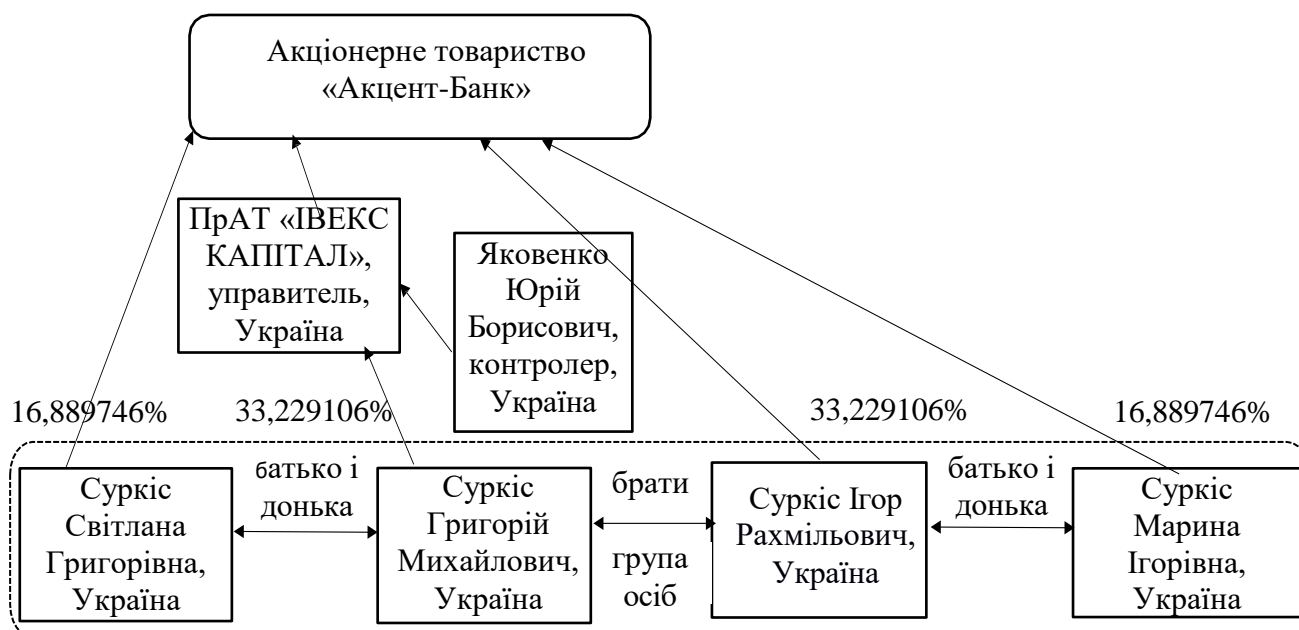 Акціонерне товариство
«Акцент-Банк»
ПрАТ «ІВЕКС
КАПІТАЛ»,
управитель,
Україна
Яковенко
Юрій
Борисович,
контролер,
Україна
16,889746%
33,229106%
33,229106%
16,889746%
Суркіс
Світлана
Григорівна,
Україна
батько і
донька
Суркіс
Григорій
Михайлович,
Україна
брати
група
осіб
Суркіс Ігор
Рахмільович,
Україна
батько і
донька
Суркіс
Марина
Ігорівна,
Україна